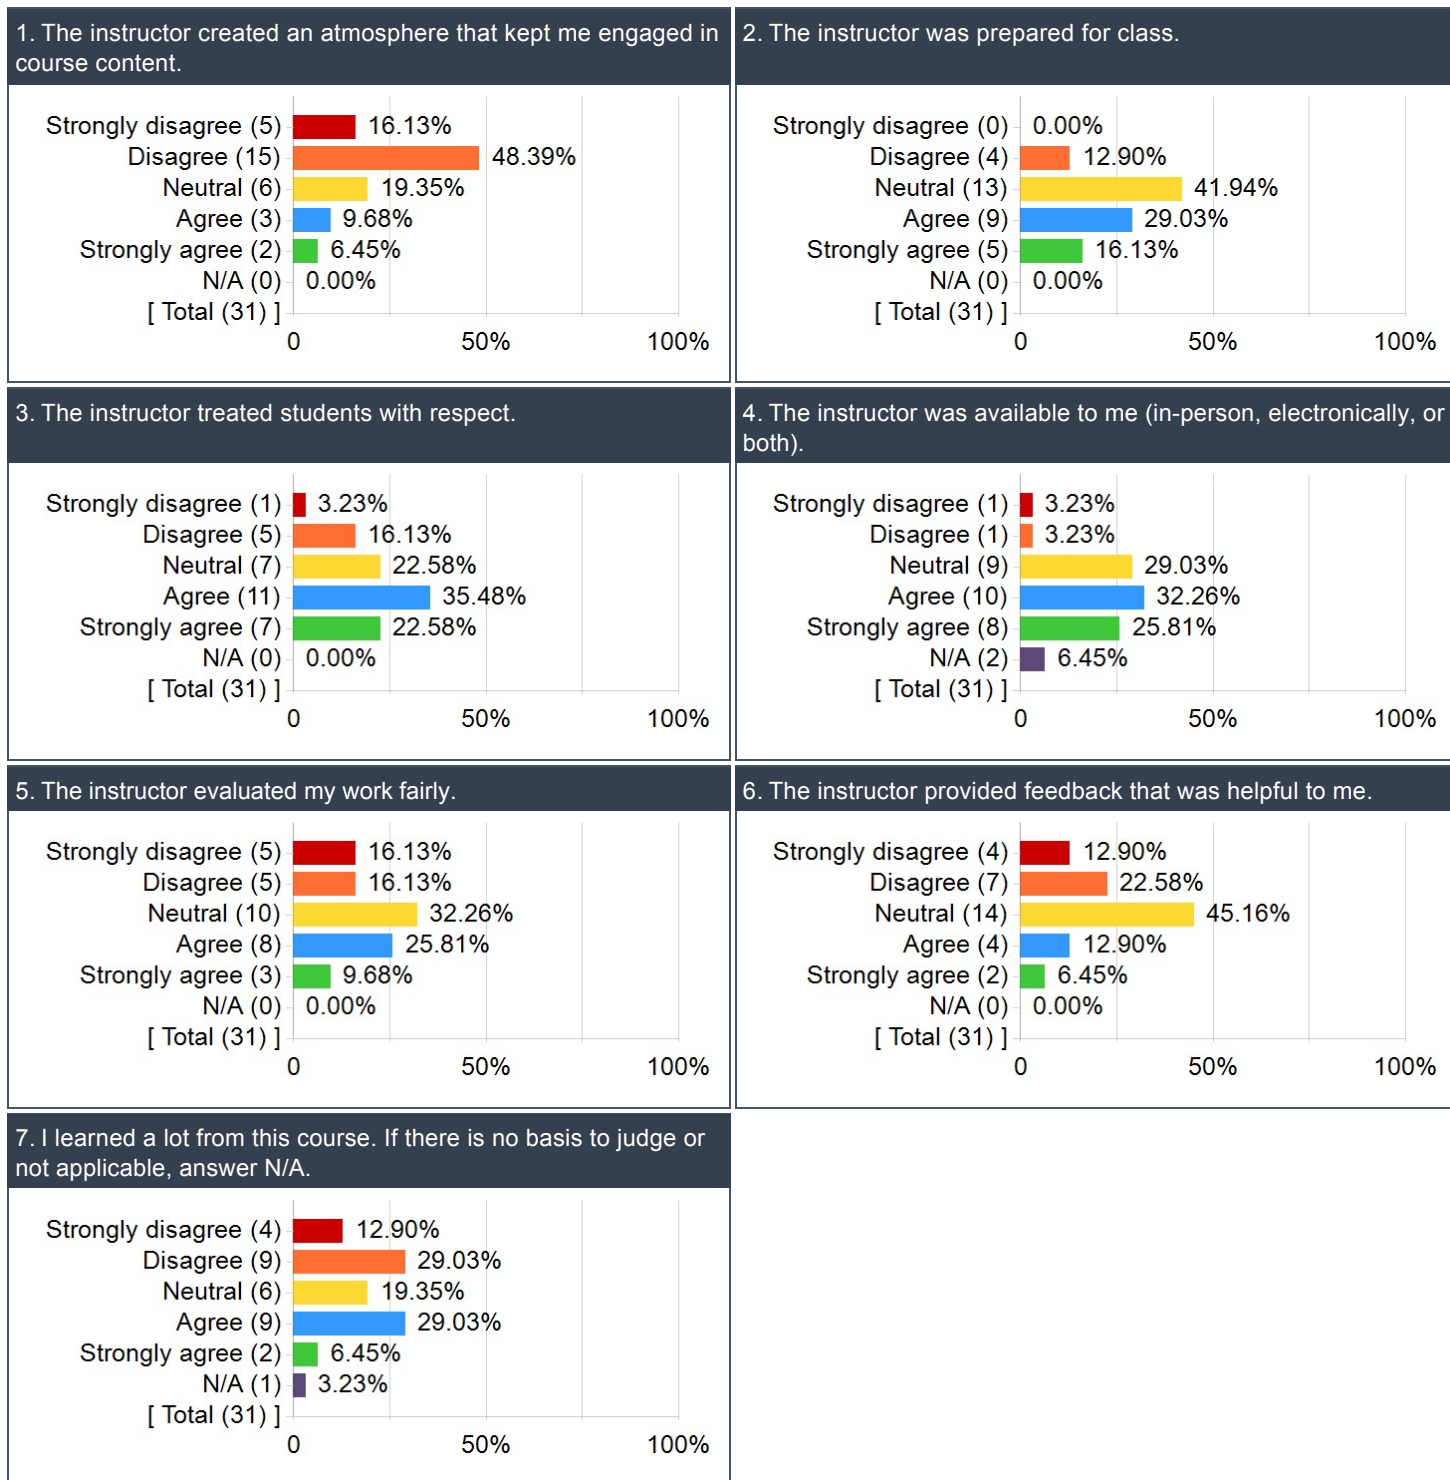 1. The instructor created an atmosphere that kept me engaged in
course content.
Strongly disagree (5) 16.13%
Disagree (15) 48.39%
Neutral (6) 19.35%
Agree (3) 9.68%
Strongly agree (2) 6.45%
N/A (0) 0.00%
[ Total (31) ]
0 50% 100%
2. The instructor was prepared for class.
Strongly disagree (0) 0.00%
Disagree (4) 12.90%
Neutral (13) 41.94%
Agree (9) 29.03%
Strongly agree (5) 16.13%
N/A (0) 0.00%
[ Total (31) ]
0 50% 100%
3. The instructor treated students with respect.
Strongly disagree (1) 3.23%
Disagree (5) 16.13%
Neutral (7) 22.58%
Agree (11) 35.48%
Strongly agree (7) 22.58%
N/A (0) 0.00%
[ Total (31) ]
0 50% 100%
4. The instructor was available to me (in-person, electronically, or
both).
Strongly disagree (1) 3.23%
Disagree (1) 3.23%
Neutral (9) 29.03%
Agree (10) 32.26%
Strongly agree (8) 25.81%
N/A (2) 6.45%
[ Total (31) ]
0 50% 100%
5. The instructor evaluated my work fairly.
Strongly disagree (5) 16.13%
Disagree (5) 16.13%
Neutral (10) 32.26%
Agree (8) 25.81%
Strongly agree (3) 9.68%
N/A (0) 0.00%
[ Total (31) ]
0 50% 100%
6. The instructor provided feedback that was helpful to me.
Strongly disagree (4) 12.90%
Disagree (7) 22.58%
Neutral (14) 45.16%
Agree (4) 12.90%
Strongly agree (2) 6.45%
N/A (0) 0.00%
[ Total (31) ]
0 50% 100%
7. I learned a lot from this course. If there is no basis to judge or
not applicable, answer N/A.
Strongly disagree (4) 12.90%
Disagree (9) 29.03%
Neutral (6) 19.35%
Agree (9) 29.03%
Strongly agree (2) 6.45%
N/A (1) 3.23%
[ Total (31) ]
0 50% 100%